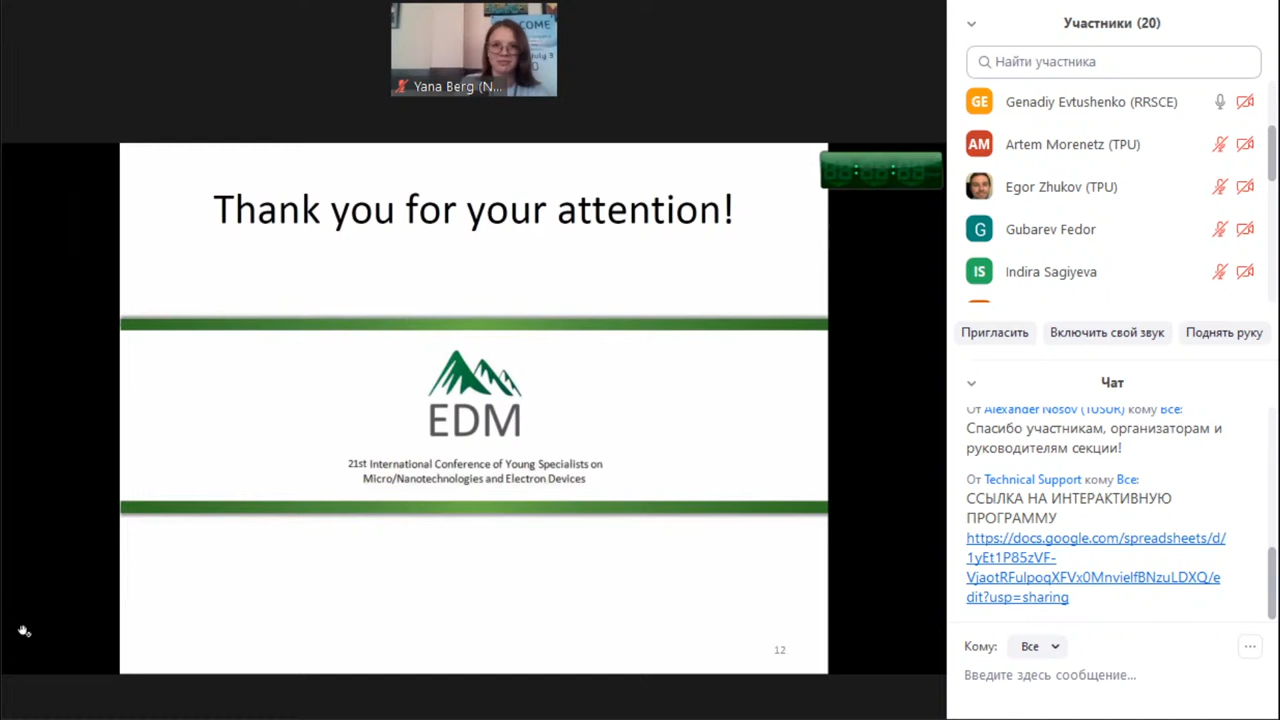 COME
Yana Berg (N...
Thank you for your attention!
EDM
21st International Conference of Young Specialists on
Micro/Nanotechnologies and Electron Devices
12
Участники (20)
Найти участника
GE Genadiy Evtushenko (RRSCE)
AM Artem Morenetz (TPU)
Egor Zhukov (TPU)
G Gubarev Fedor
IS Indira Sagiyeva
Пригласить Включить свой звук Поднять руку
Чат
От Alexander Nosov (TUSUR) кому Все:
Спасибо участникам, организаторам и
руководителям секции!
От Technical Support кому Все:
ССЫЛКА НА ИНТЕРАКТИВНУЮ
ПРОГРАММУ
https://docs.google.com/spreadsheets/d/
1yEt1P85zVF-
VjaotRFulpoqXFVx0MnvielfBNzuLDXQ/e
dit?usp=sharing
Кому: Все
Введите здесь сообщение...